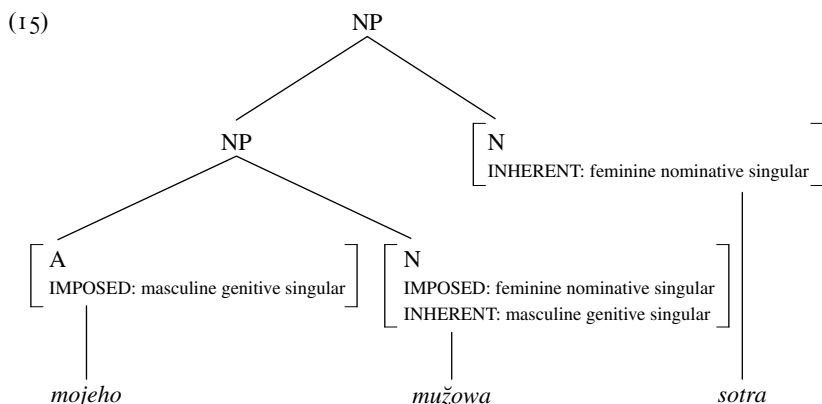 (15)
NP
NP
N
INHERENT: feminine nominative singular
A
IMPOSED: masculine genitive singular
N
IMPOSED: feminine nominative singular
INHERENT: masculine genitive singular
mojeho mužowa sotra